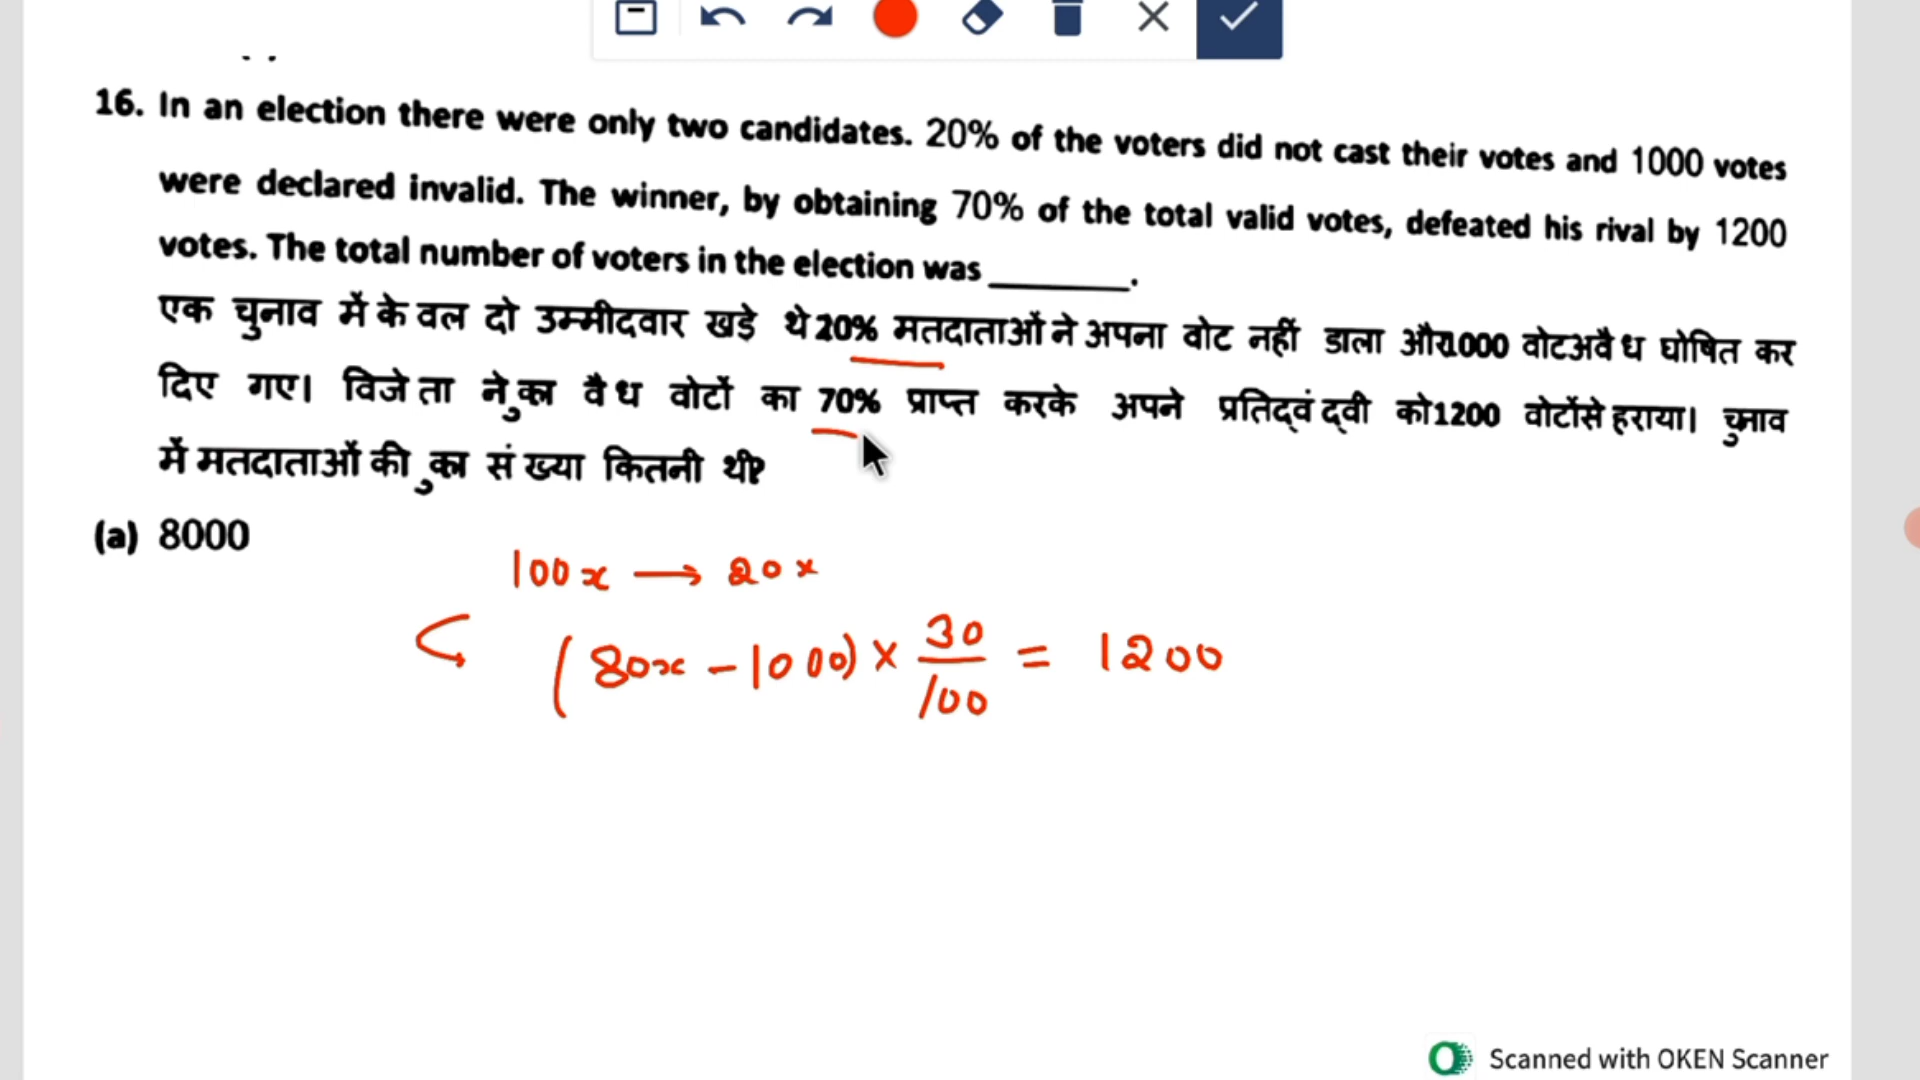 16. In an election there were only two candidates. 20% of the voters did not cast their votes and 1000 votes
were declared invalid. The winner, by obtaining 70% of the total valid votes, defeated his rival by 1200
votes. The total number of voters in the election was ________.
एक चुनाव में केवल दो उम्मीदवार खड़े थे 20% मतदाताओं ने अपना वोट नहीं डाला और 1000 वोट अवैध घोषित कर
दिए गए। विजेता ने कुल वैध वोटों का 70% प्राप्त करके अपने प्रतिद्वंद्वी को 1200 वोटों से हराया। चुनाव
में मतदाताओं की कुल संख्या कितनी थी?
(a) 8000
100x → 20x
(80x - 1000) × 30/100 = 1200
Scanned with OKEN Scanner